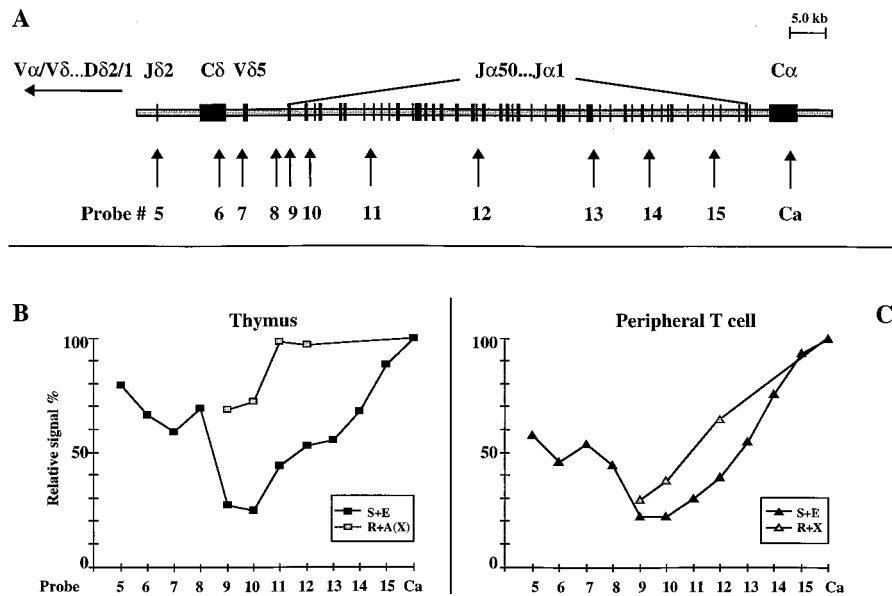 A
5.0 kb
Vα/Vδ...Dδ2/1 Jδ2 Cδ Vδ5 Jα50...Jα1 Cα
Probe # 5 6 7 8 9 10 11 12 13 14 15 Ca
B
Thymus
Relative signal %
100
50
0
S+E
R+A(X)
Probe 5 6 7 8 9 10 11 12 13 14 15 Ca
C
Peripheral T cell
100
50
0
S+E
R+X
5 6 7 8 9 10 11 12 13 14 15 Ca